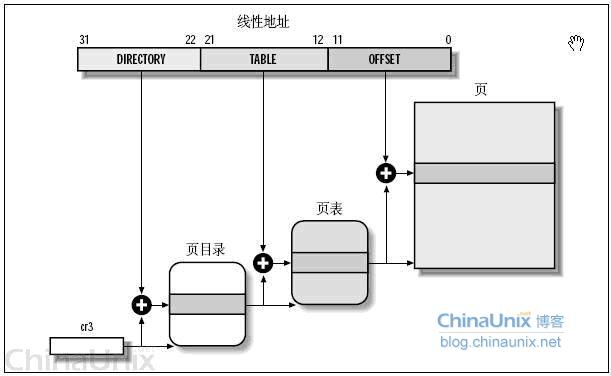 线性地址
31 22 21 12 11 0
DIRECTORY TABLE OFFSET
页
页表
页目录
cr3
ChinaUnix
ChinaUnix.net 博客
blog.chinaunix.net